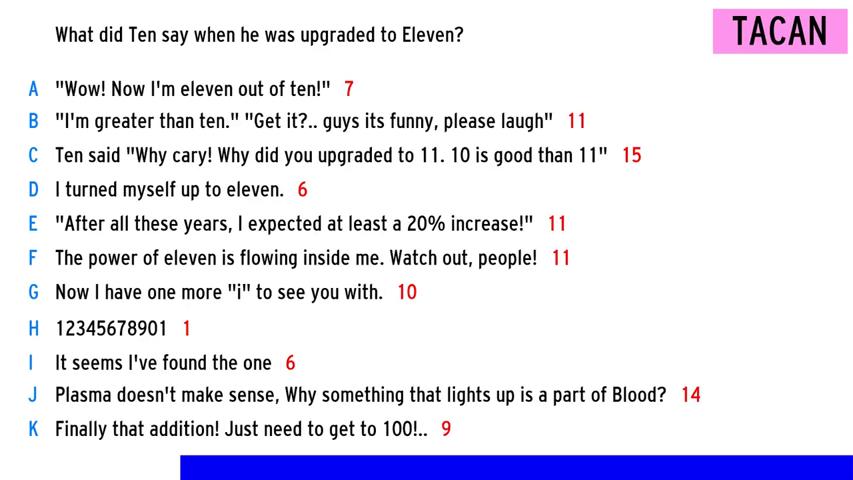 What did Ten say when he was upgraded to Eleven?
TACAN
A "Wow! Now I'm eleven out of ten!" 7
B "I'm greater than ten." "Get it?.. guys its funny, please laugh" 11
C Ten said "Why cary! Why did you upgraded to 11. 10 is good than 11" 15
D I turned myself up to eleven. 6
E "After all these years, I expected at least a 20% increase!" 11
F The power of eleven is flowing inside me. Watch out, people! 11
G Now I have one more "i" to see you with. 10
H 12345678901 1
I It seems I've found the one 6
J Plasma doesn't make sense, Why something that lights up is a part of Blood? 14
K Finally that addition! Just need to get to 100!.. 9